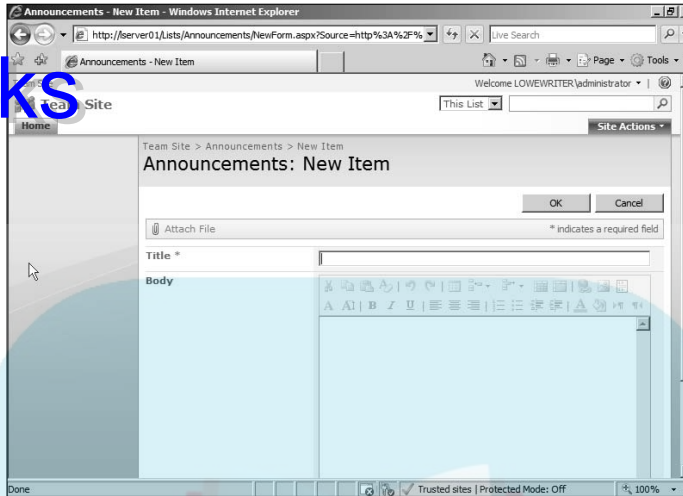 Announcements - New Item - Windows Internet Explorer
http://lserver01/Lists/Announcements/NewForm.aspx?Source=http%3A%2F%
Live Search
Announcements - New Item
Page
Tools
ks
Welcome LOWEWRITER\administrator
Team Site
This List
Home
Site Actions
Team Site > Announcements > New Item
Announcements: New Item
OK
Cancel
Attach File
* indicates a required field
Title *
Body
Done
Trusted sites | Protected Mode: Off
100%